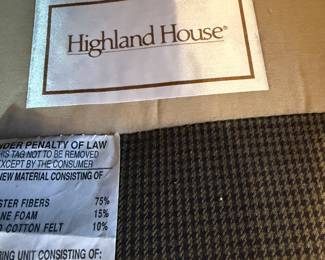 Highland House®
UNDER PENALTY OF LAW
THIS TAG NOT TO BE REMOVED
EXCEPT BY THE CONSUMER
NEW MATERIAL CONSISTING OF
STER FIBERS 75%
NE FOAM 15%
COTTON FELT 10%
RING UNIT CONSISTING OF: